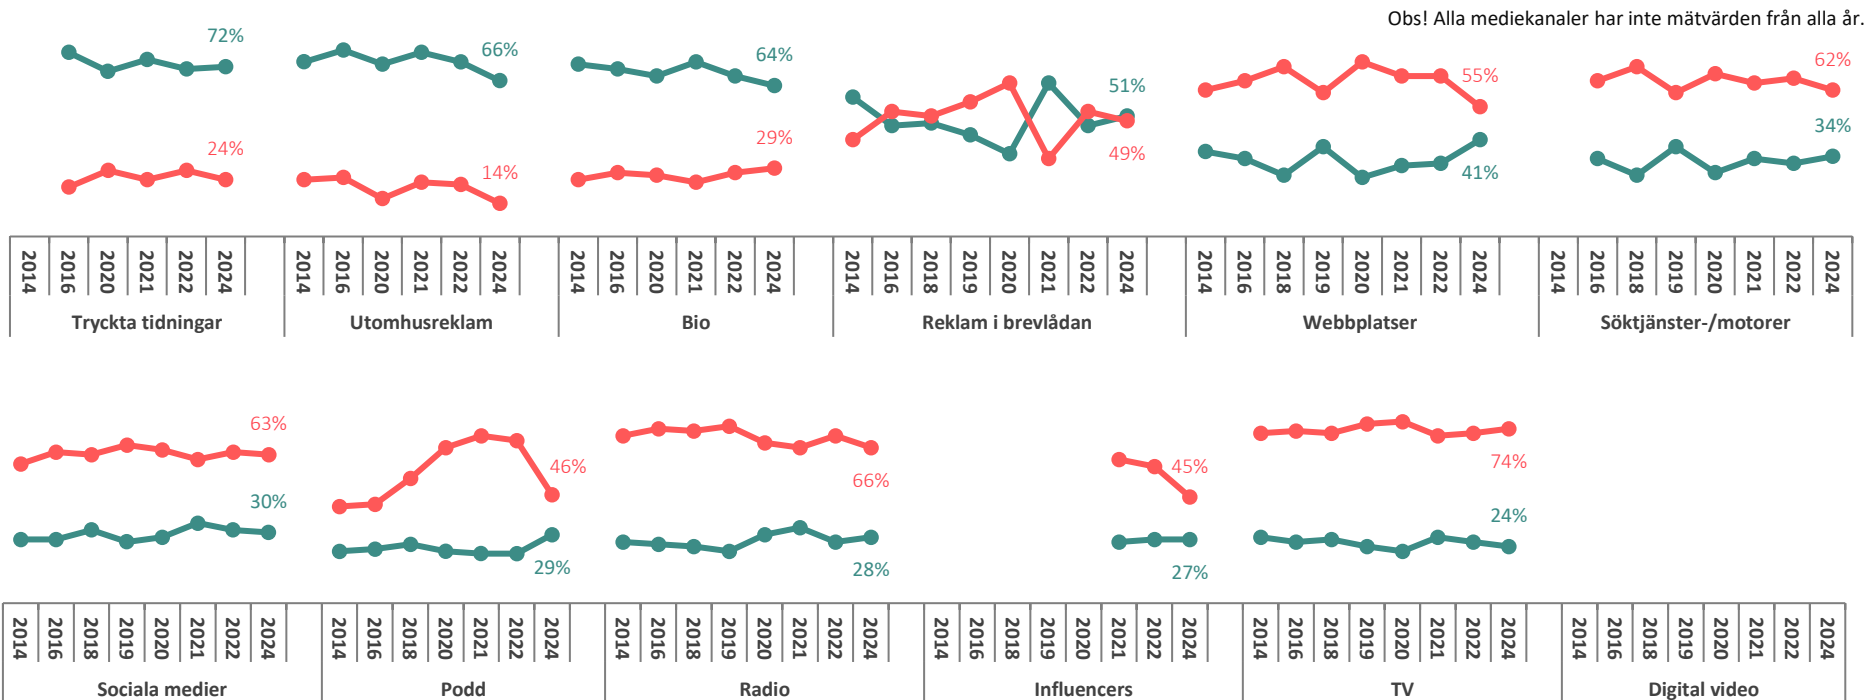 Obs! Alla mediekanaler har inte mätvärden från alla år.
72% 66% 64% 51% 55% 62%
24% 14% 29% 49% 41% 34%
2014 2016 2020 2021 2022 2024 2014 2016 2020 2021 2022 2024 2014 2016 2020 2021 2022 2024 2014 2016 2018 2019 2020 2021 2022 2024 2014 2016 2018 2019 2020 2021 2022 2024 2014 2016 2018 2019 2020 2021 2022 2024
Tryckta tidningar Utomhusreklam Bio Reklam i brevlådan Webbplatser Söktjänster-/motorer
63% 46% 66% 45% 74%
30% 29% 28% 27% 24%
2014 2016 2018 2019 2020 2021 2022 2024 2014 2016 2018 2020 2021 2022 2024 2014 2016 2018 2019 2020 2021 2022 2024 2014 2016 2018 2019 2020 2021 2022 2024 2014 2016 2018 2019 2020 2021 2022 2024 2014 2016 2018 2019 2020 2021 2022 2024
Sociala medier Podd Radio Influencers TV Digital video